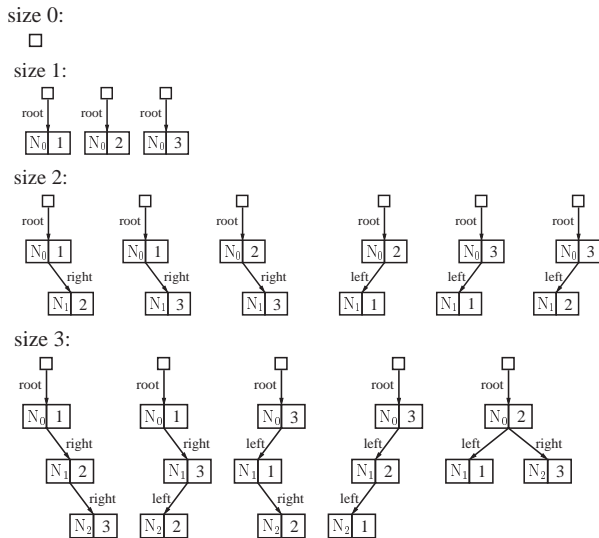 size 0:
size 1:
root root root
N₀ 1 N₀ 2 N₀ 3
size 2:
root root root root root root
N₀ 1 N₀ 1 N₀ 2 N₀ 2 N₀ 3 N₀ 3
right right right left left left
N₁ 2 N₁ 3 N₁ 3 N₁ 1 N₁ 1 N₁ 2
size 3:
root root root root root
N₀ 1 N₀ 1 N₀ 3 N₀ 3 N₀ 2
right right left left left right
N₁ 2 N₁ 3 N₁ 1 N₁ 2 N₁ 1 N₂ 3
right left right left
N₂ 3 N₂ 2 N₂ 2 N₂ 1